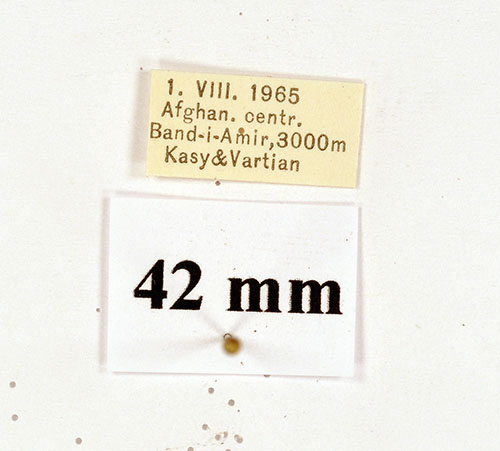 1. VIII. 1965
Afghan. centr.
Band-i-Amir,3000m
Kasy&Vartian
42 mm